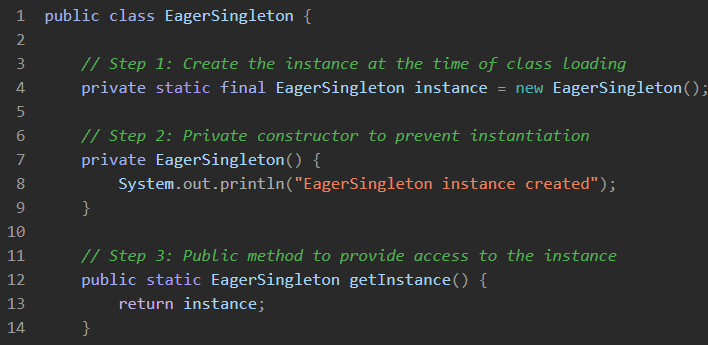 1 public class EagerSingleton {
2
3 // Step 1: Create the instance at the time of class loading
4 private static final EagerSingleton instance = new EagerSingleton();
5
6 // Step 2: Private constructor to prevent instantiation
7 private EagerSingleton() {
8 System.out.println("EagerSingleton instance created");
9 }
10
11 // Step 3: Public method to provide access to the instance
12 public static EagerSingleton getInstance() {
13 return instance;
14 }